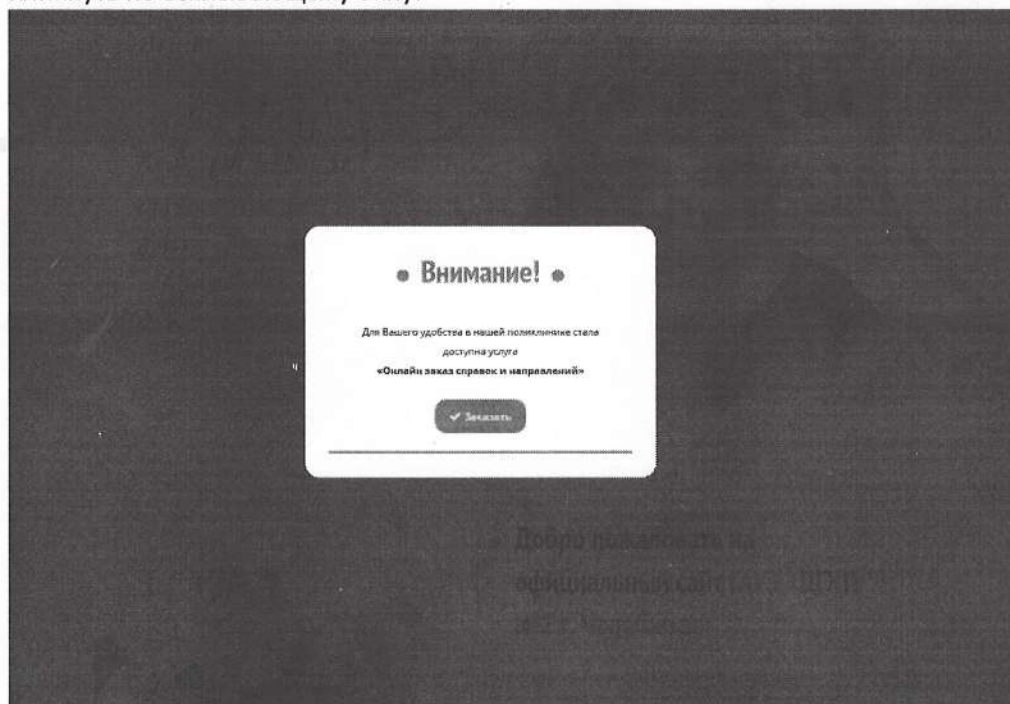 Внимание!
Для Вашего удобства в нашей поликлинике стала
доступна услуга
«Онлайн заказ справок и направлений»
Заказать
Добро пожаловать на
официальный сайт